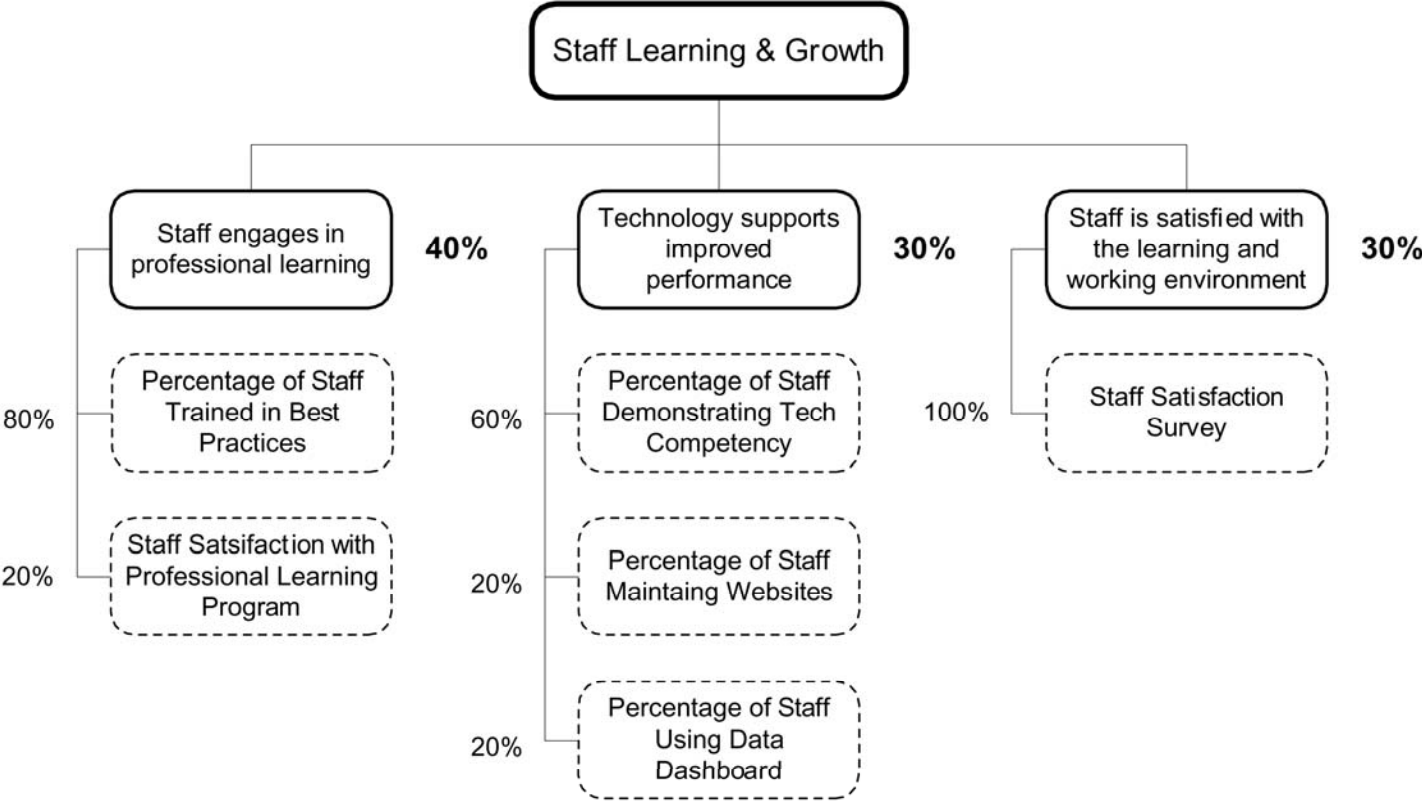 Staff Learning & Growth
Staff engages in
professional learning
40%
80%
Percentage of Staff
Trained in Best
Practices
20%
Staff Satsifaction with
Professional Learning
Program
Technology supports
improved
performance
30%
60%
Percentage of Staff
Demonstrating Tech
Competency
20%
Percentage of Staff
Maintaing Websites
20%
Percentage of Staff
Using Data
Dashboard
Staff is satisfied with
the learning and
working environment
30%
100%
Staff Satisfaction
Survey